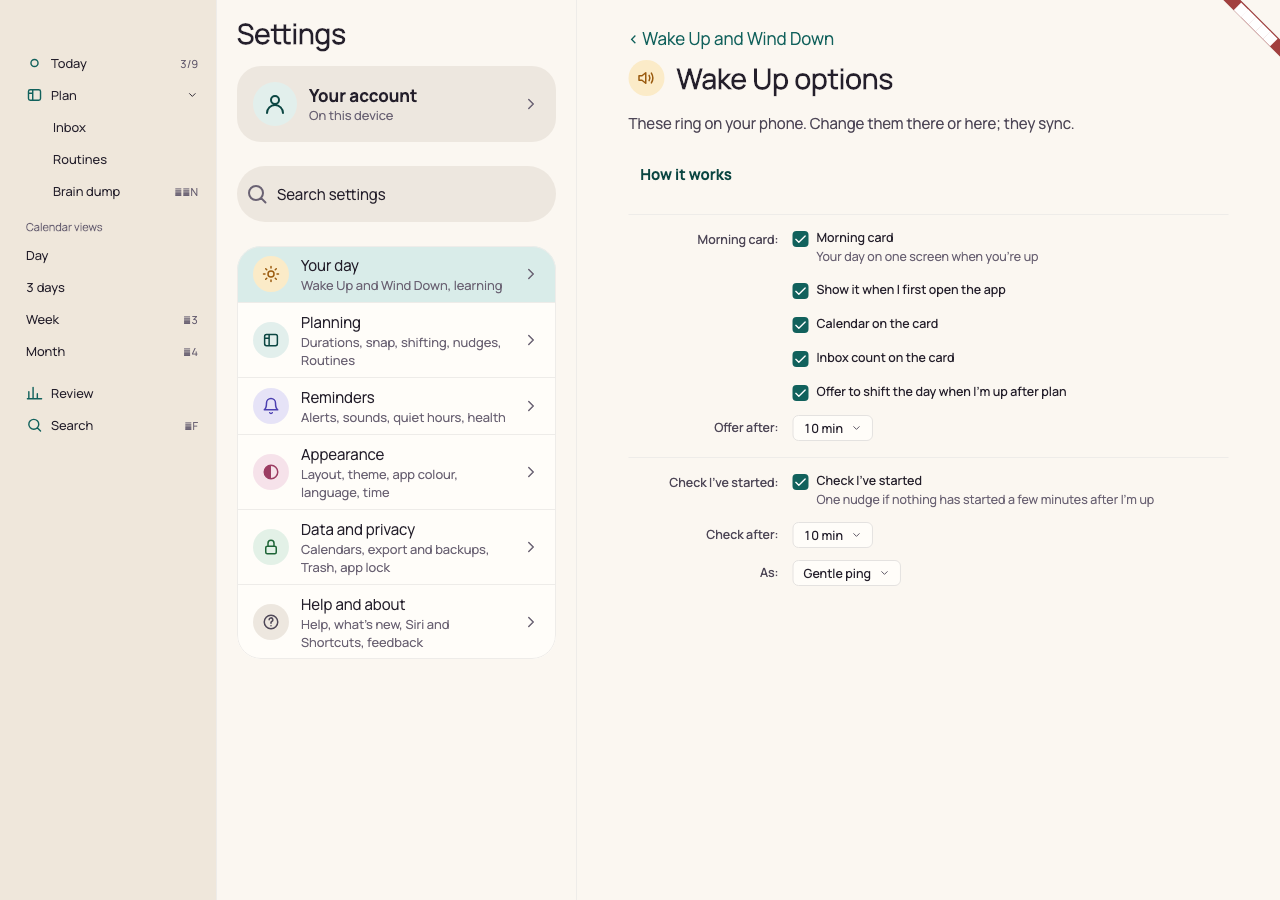 Today
3/9
Plan
Inbox
Routines
Brain dump
N
Calendar views
Day
3 days
Week
3
Month
4
Review
Search
F
Settings
Your account
On this device
Search settings
Your day
Wake Up and Wind Down, learning
Planning
Durations, snap, shifting, nudges,
Routines
Reminders
Alerts, sounds, quiet hours, health
Appearance
Layout, theme, app colour,
language, time
Data and privacy
Calendars, export and backups,
Trash, app lock
Help and about
Help, what's new, Siri and
Shortcuts, feedback
Wake Up and Wind Down
Wake Up options
These ring on your phone. Change them there or here; they sync.
How it works
Morning card:
Morning card
Your day on one screen when you're up
Show it when I first open the app
Calendar on the card
Inbox count on the card
Offer to shift the day when I'm up after plan
Offer after:
10 min
Check I've started:
Check I've started
One nudge if nothing has started a few minutes after I'm up
Check after:
10 min
As:
Gentle ping